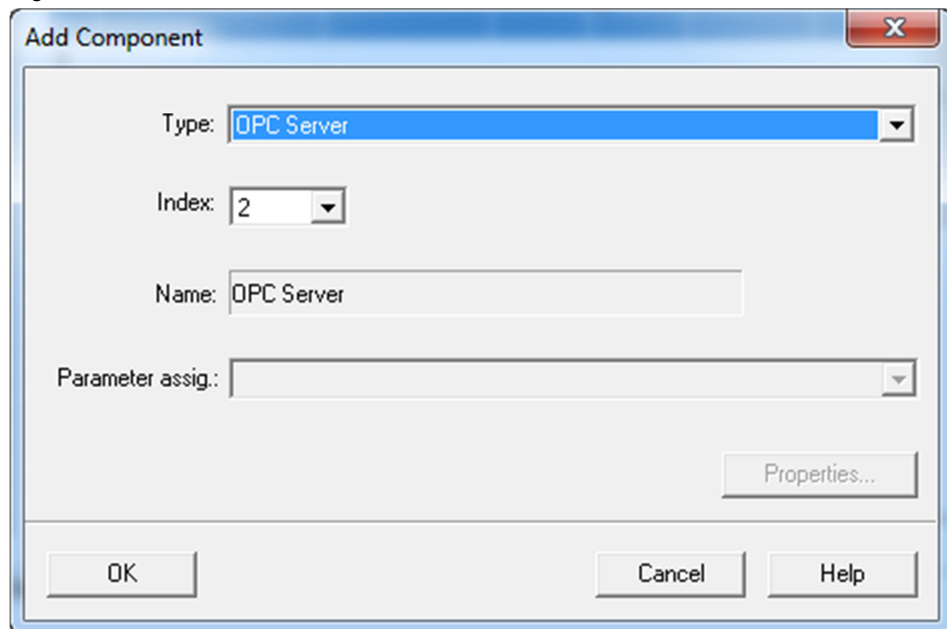 Add Component
Type: OPC Server
Index: 2
Name: OPC Server
Parameter assig.:
Properties...
OK Cancel Help